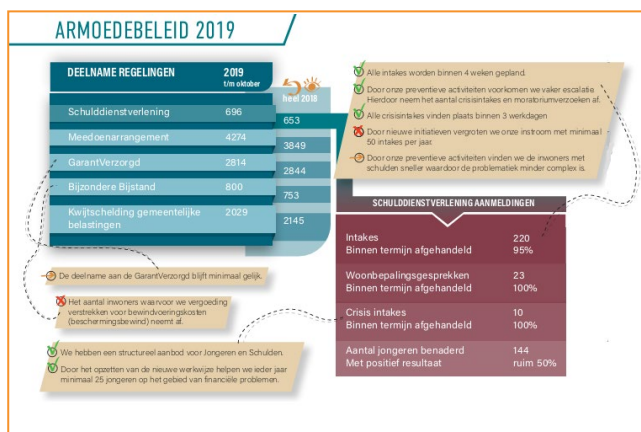 ARMOEDEBELEID 2019
DEELNAME REGELINGEN 2019
t/m oktober
heel 2018
Schulddienstverlening 696 653
Meedoenarrangement 4274 3849
GarantVerzorgd 2814 2844
Bijzondere Bijstand 800 753
Kwijtschelding gemeentelijke
belastingen 2029 2145
Alle intakes worden binnen 4 weken gepland.
Door onze preventieve activiteiten voorkomen we vaker escalatie
Hierdoor neem het aantal crisisintakes en moratoriumverzoeken af.
Alle crisisintakes vinden plaats binnen 3 werkdagen
Door nieuwe initiatieven vergroten we onze instroom met minimaal
50 intakes per jaar.
Door onze preventieve activiteiten vinden we de inwoners met
schulden sneller waardoor de problematiek minder complex is.
SCHULDDIENSTVERLENING AANMELDINGEN
Intakes 220
Binnen termijn afgehandeld 95%
Woonbepalingsgesprekken 23
Binnen termijn afgehandeld 100%
Crisis intakes 10
Binnen termijn afgehandeld 100%
Aantal jongeren benaderd 144
Met positief resultaat ruim 50%
De deelname aan de GarantVerzorgd blijft minimaal gelijk.
Het aantal inwoners waarvoor we vergoeding
verstrekken voor bewindvoeringskosten
(beschermingsbewind) neemt af.
We hebben een structureel aanbod voor Jongeren en Schulden.
Door het opzetten van de nieuwe werkwijze helpen we ieder jaar
minimaal 25 jongeren op het gebied van financiële problemen.